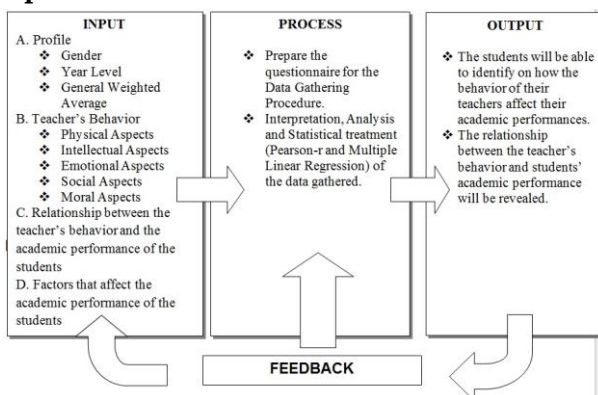 INPUT
A. Profile
❖ Gender
❖ Year Level
❖ General Weighted
Average
B. Teacher's Behavior
❖ Physical Aspects
❖ Intellectual Aspects
❖ Emotional Aspects
❖ Social Aspects
❖ Moral Aspects
C. Relationship between the
teacher's behavior and the
academic performance of the
students
D. Factors that affect the
academic performance of the
students
PROCESS
❖ Prepare the
questionnaire for the
Data Gathering
Procedure.
❖ Interpretation, Analysis
and Statistical treatment
(Pearson-r and Multiple
Linear Regression) of
the data gathered.
OUTPUT
❖ The students will be able
to identify on how the
behavior of their
teachers affect their
academic performances.
❖ The relationship
between the teacher's
behavior and students'
academic performance
will be revealed.
FEEDBACK